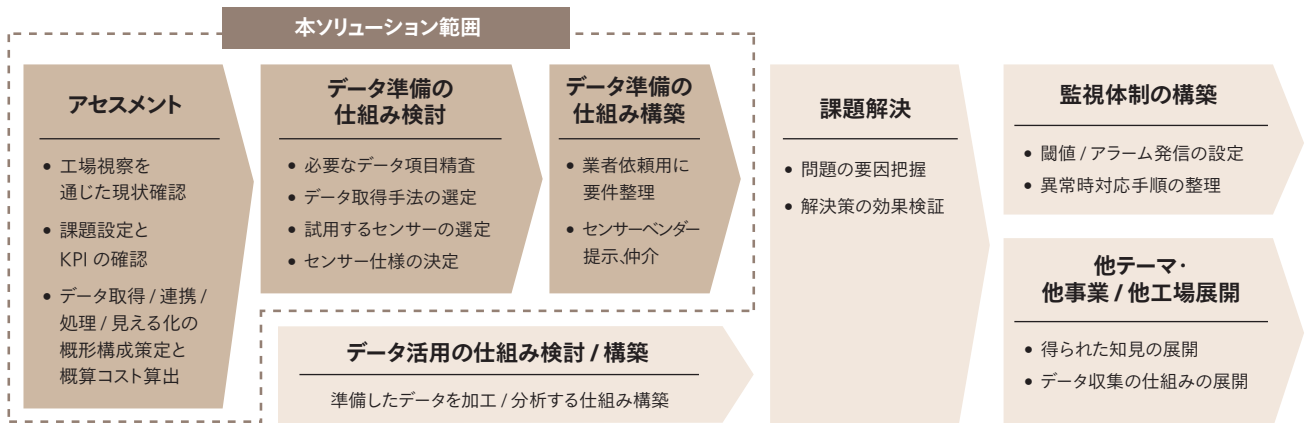 本ソリューション範囲
アセスメント
• 工場視察を
通じた現状確認
• 課題設定と
KPI の確認
• データ取得 / 連携 /
処理 / 見える化の
概形構成策定と
概算コスト算出
データ準備の
仕組み検討
• 必要なデータ項目精査
• データ取得手法の選定
• 試用するセンサーの選定
• センサー仕様の決定
データ準備の
仕組み構築
• 業者依頼用に
要件整理
• センサーベンダー
提示、仲介
データ活用の仕組み検討 / 構築
準備したデータを加工 / 分析する仕組み構築
課題解決
• 問題の要因把握
• 解決策の効果検証
監視体制の構築
• 閾値 / アラーム発信の設定
• 異常時対応手順の整理
他テーマ・
他事業 / 他工場展開
• 得られた知見の展開
• データ収集の仕組みの展開